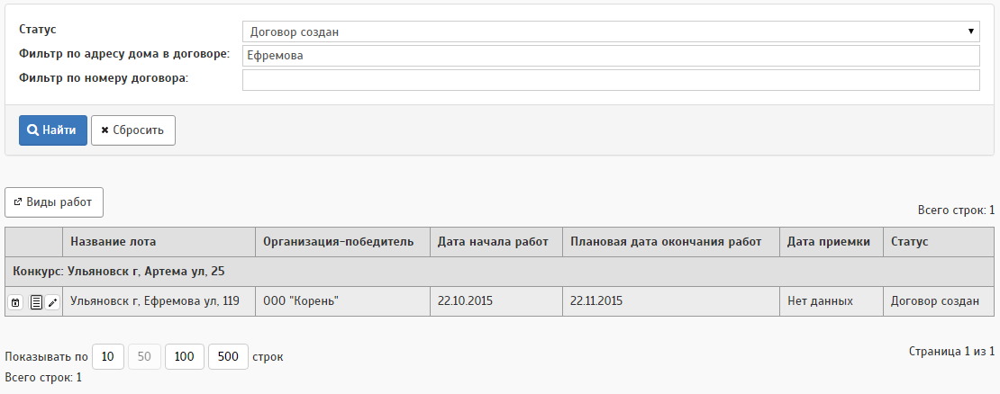 Статус
Договор создан
Фильтр по адресу дома в договоре:
Ефремова
Фильтр по номеру договора:
Найти
Сбросить
Виды работ
Всего строк: 1
Название лота Организация-победитель Дата начала работ Плановая дата окончания работ Дата приемки Статус
Конкурс: Ульяновск г, Артема ул, 25
Ульяновск г, Ефремова ул, 119 ООО "Корень" 22.10.2015 22.11.2015 Нет данных Договор создан
Показывать по 10 50 100 500 строк
Страница 1 из 1
Всего строк: 1